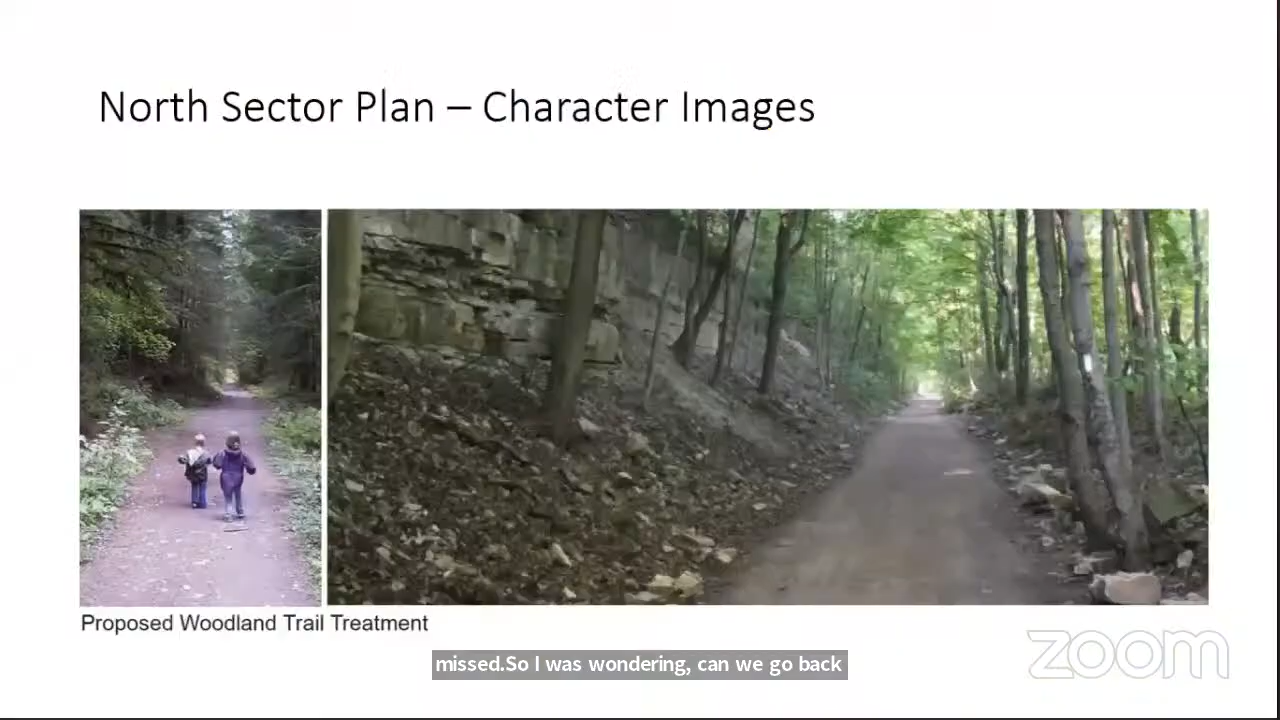 North Sector Plan – Character Images
Proposed Woodland Trail Treatment
missed.So I was wondering, can we go back
zoom